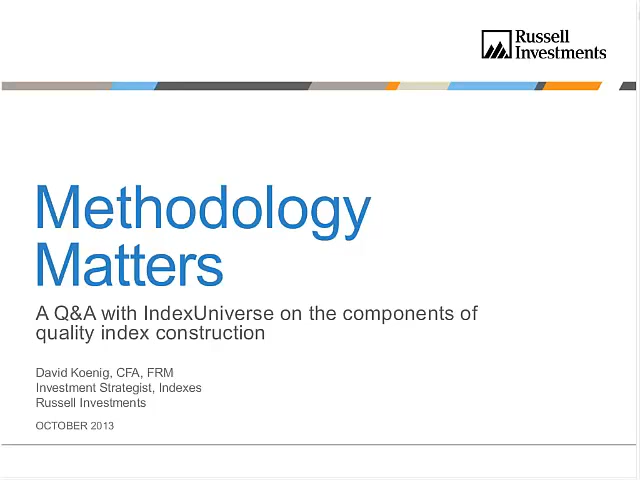 Russell
Investments
Methodology
Matters
A Q&A with IndexUniverse on the components of
quality index construction
David Koenig, CFA, FRM
Investment Strategist, Indexes
Russell Investments
OCTOBER 2013